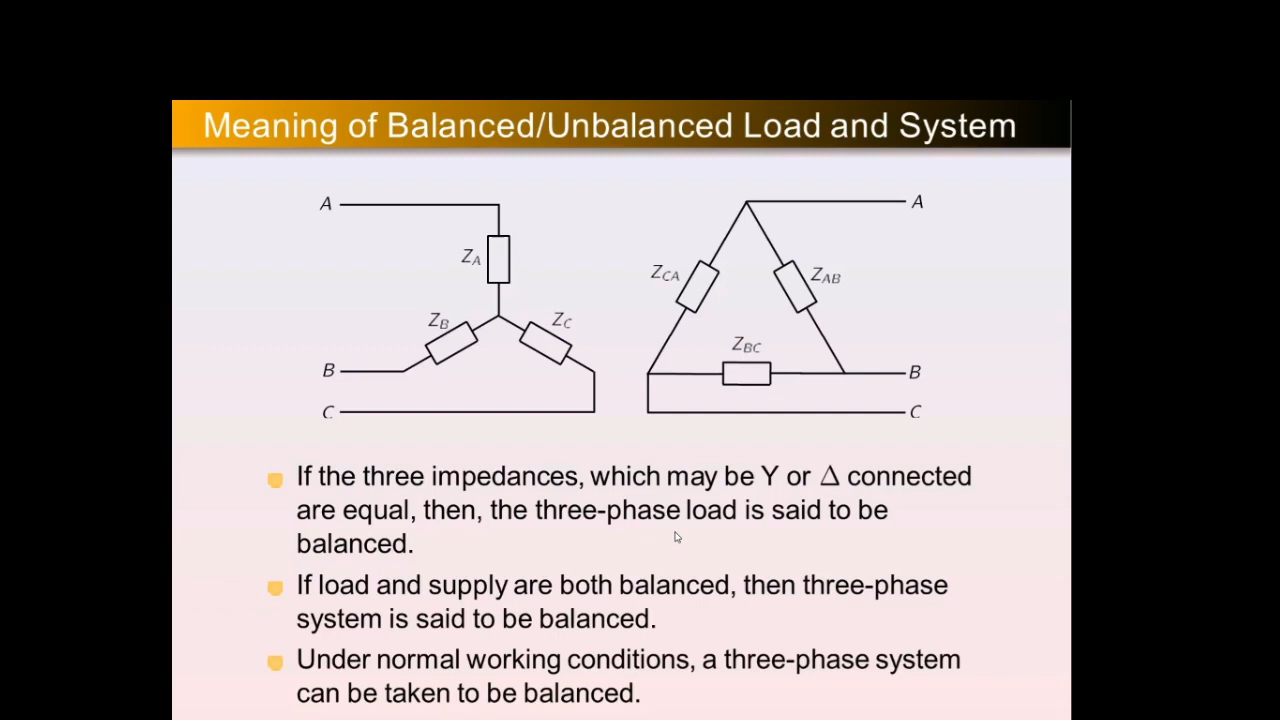 Meaning of Balanced/Unbalanced Load and System
A
Z_A
Z_B
Z_C
B
C
A
Z_CA
Z_AB
Z_BC
B
C
If the three impedances, which may be Y or Δ connected
are equal, then, the three-phase load is said to be
balanced.
If load and supply are both balanced, then three-phase
system is said to be balanced.
Under normal working conditions, a three-phase system
can be taken to be balanced.